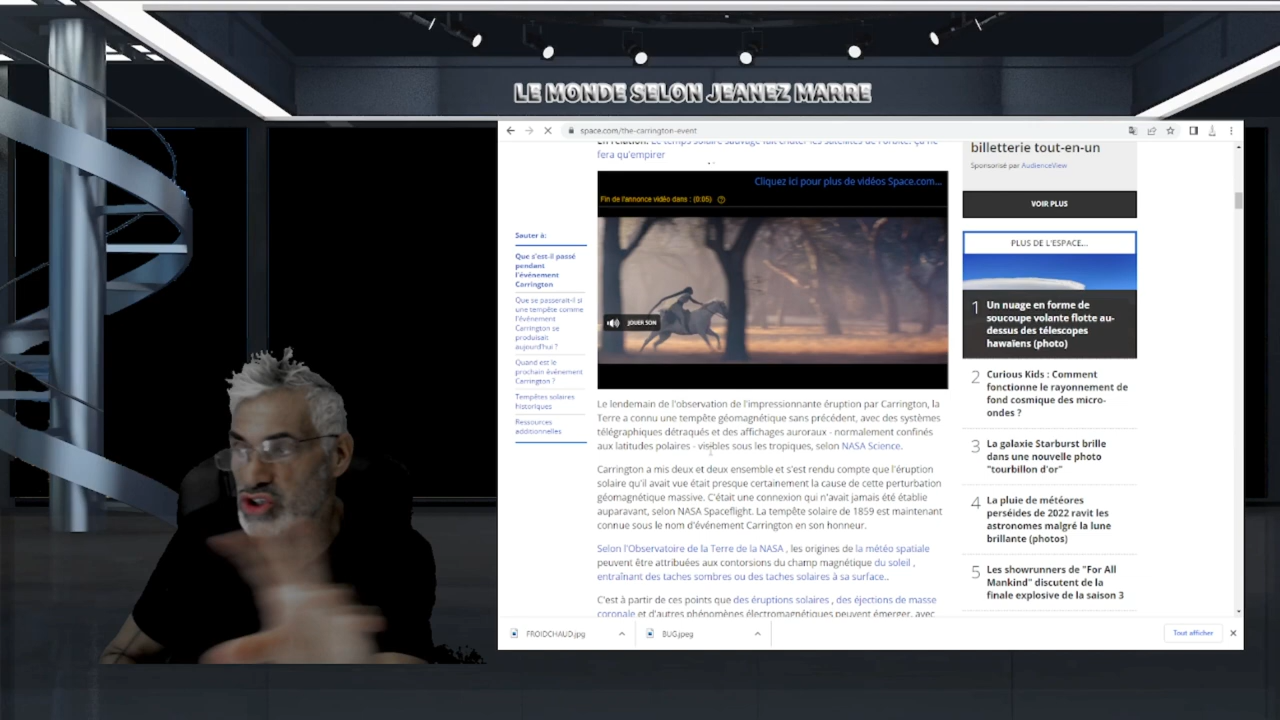 LE MONDE SELON JEANEZ MARRE
space.com/the-carrington-event
En relation: Le temps solaire sauvage fait chuter les satellites de l'orbite. Ça ne
fera qu'empirer
Cliquez ici pour plus de vidéos Space.com...
Fin de l'annonce vidéo dans : (0:05)
JOUER SON
Sauter à:
Que s'est-il passé
pendant
l'événement
Carrington
Que se passerait-il si
une tempête comme
l'événement
Carrington se
produisait
aujourd'hui ?
Quand est le
prochain événement
Carrington ?
Tempêtes solaires
historiques
Ressources
additionnelles
Le lendemain de l'observation de l'impressionnante éruption par Carrington, la
Terre a connu une tempête géomagnétique sans précédent, avec des systèmes
télégraphiques détraqués et des affichages auroraux - normalement confinés
aux latitudes polaires - visibles sous les tropiques, selon NASA Science.
Carrington a mis deux et deux ensemble et s'est rendu compte que l'éruption
solaire qu'il avait vue était presque certainement la cause de cette perturbation
géomagnétique massive. C'était une connexion qui n'avait jamais été établie
auparavant, selon NASA Spaceflight. La tempête solaire de 1859 est maintenant
connue sous le nom d'événement Carrington en son honneur.
Selon l'Observatoire de la Terre de la NASA , les origines de la météo spatiale
peuvent être attribuées aux contorsions du champ magnétique du soleil ,
entraînant des taches sombres ou des taches solaires à sa surface..
C'est à partir de ces points que des éruptions solaires , des éjections de masse
coronale et d'autres phénomènes électromagnétiques peuvent émerger, avec
billetterie tout-en-un
Sponsorisé par AudienceView
VOIR PLUS
PLUS DE L'ESPACE...
1 Un nuage en forme de
soucoupe volante flotte au-
dessus des télescopes
hawaïens (photo)
2 Curious Kids : Comment
fonctionne le rayonnement de
fond cosmique des micro-
ondes ?
3 La galaxie Starburst brille
dans une nouvelle photo
"tourbillon d'or"
4 La pluie de météores
perséides de 2022 ravit les
astronomes malgré la lune
brillante (photos)
5 Les showrunners de "For All
Mankind" discutent de la
finale explosive de la saison 3
FROIDCHAUD.jpg
BUG.jpeg
Tout afficher